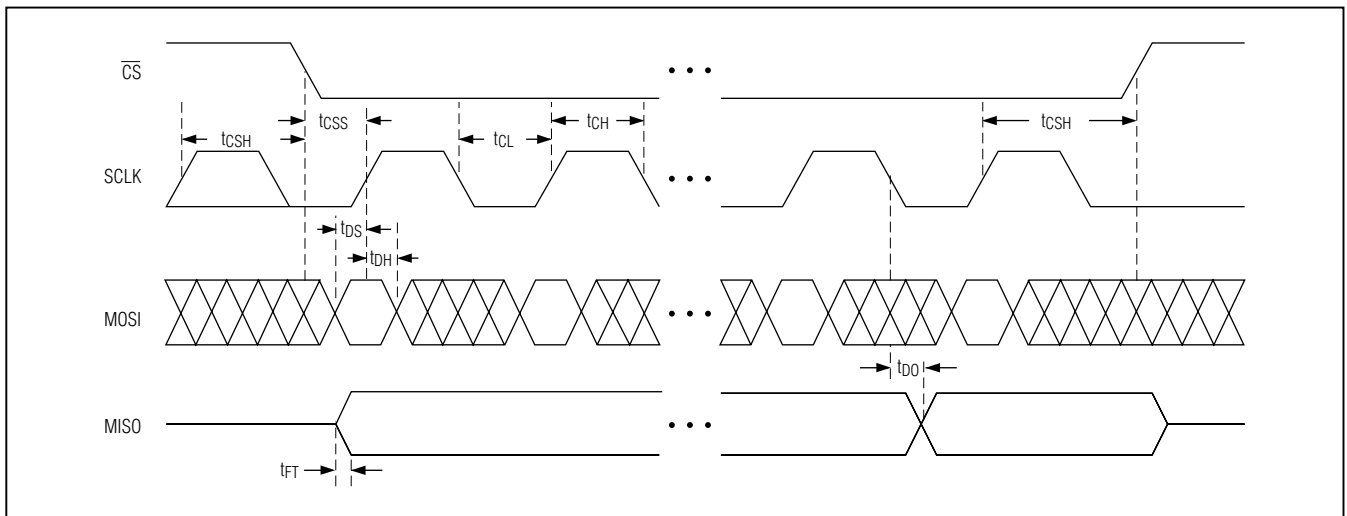 CS
tCSH
tCSS
tCL
tCH
tCSH
SCLK
tDS
tDH
MOSI
tDO
MISO
tFT